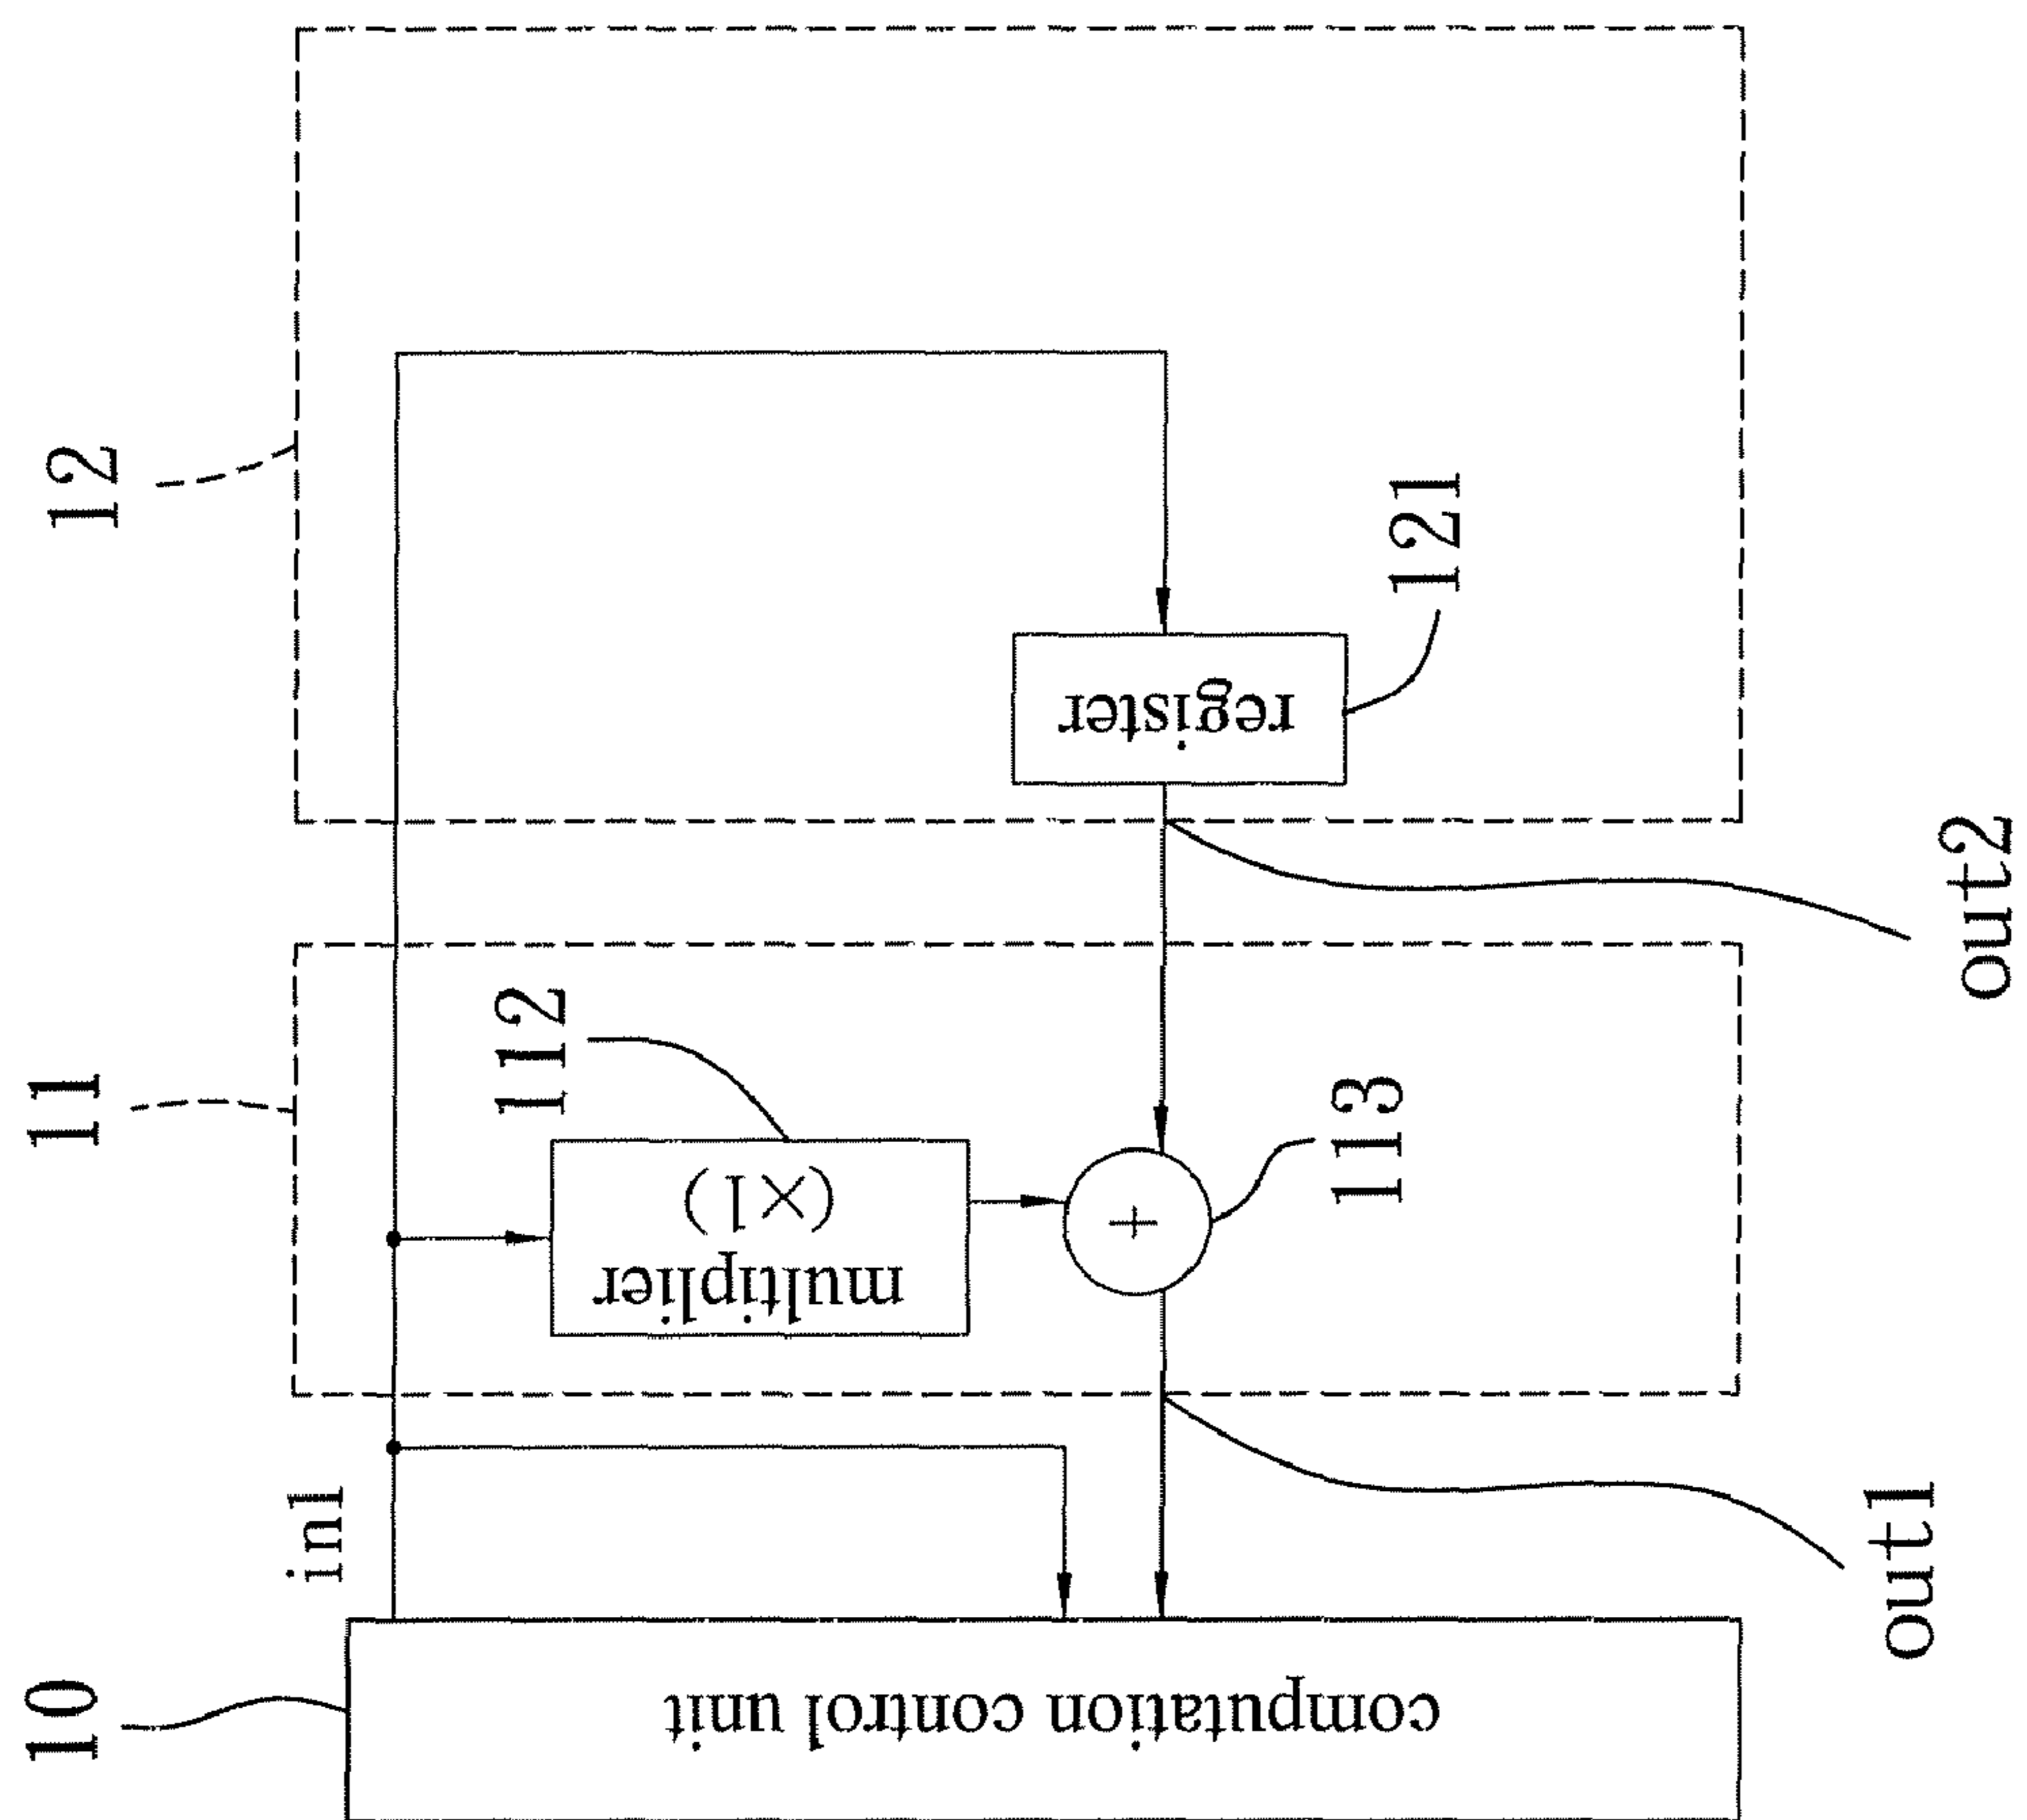 12
121
register
out2
11
112
multiplier
(×1)
+
113
in1
out1
10
computation control unit